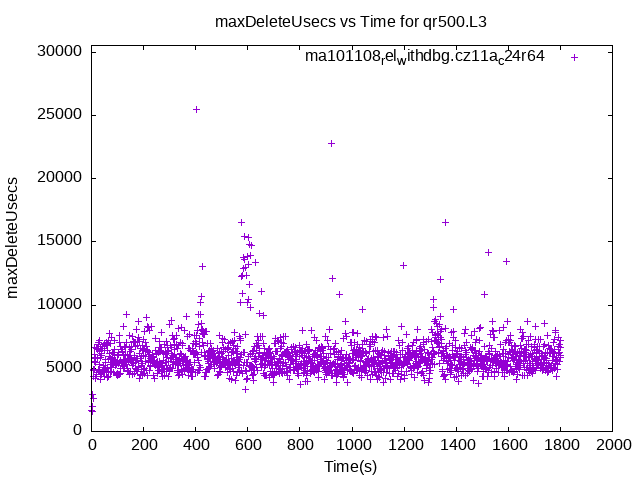 maxDeleteUsecs vs Time for qr500.L3
ma101108_rel_withdbg.cz11a_c24r64
30000
25000
20000
15000
10000
5000
0
maxDeleteUsecs
0 200 400 600 800 1000 1200 1400 1600 1800 2000
Time(s)